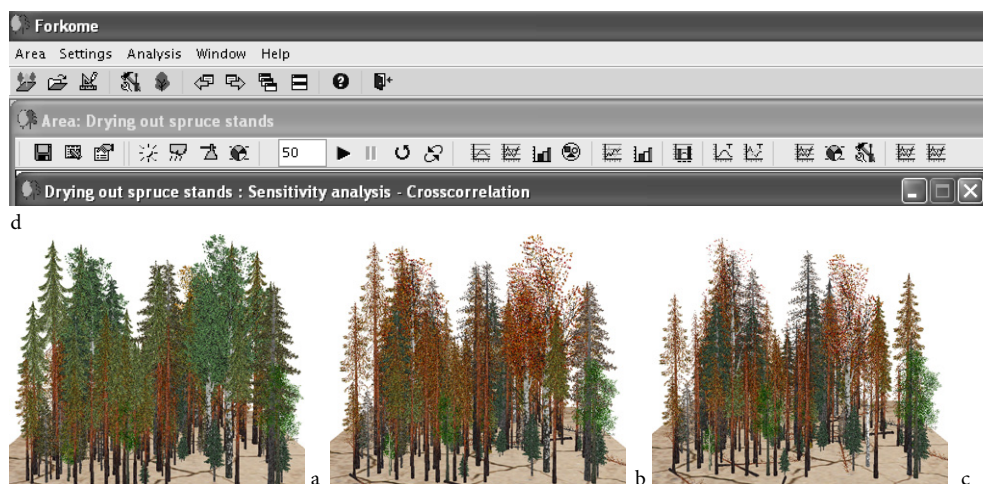 Forkome
Area Settings Analysis Window Help
Area: Drying out spruce stands
50
Drying out spruce stands : Sensitivity analysis - Crosscorrelation
d
a b c